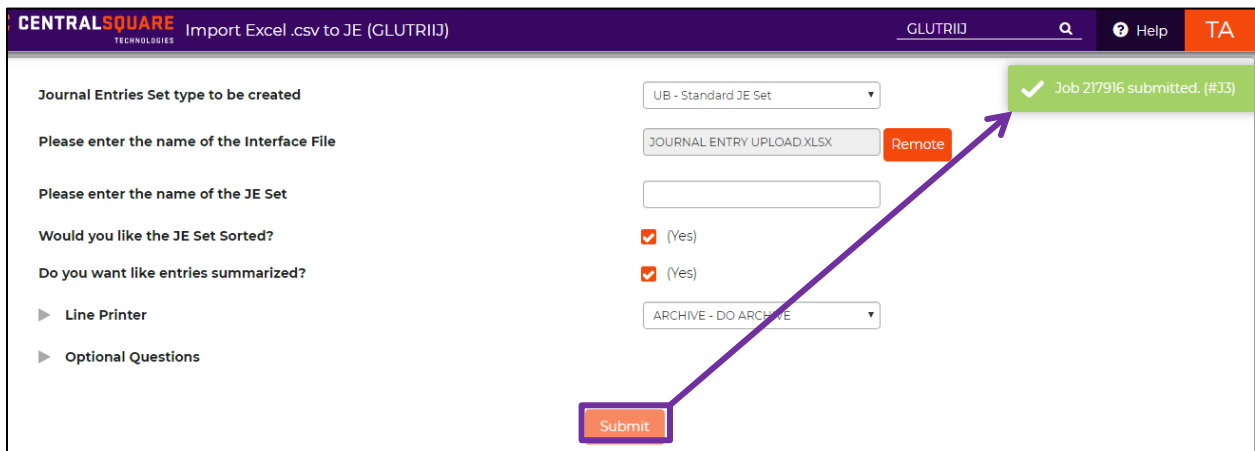 CENTRALSQUARE
TECHNOLOGIES
Import Excel .csv to JE (GLUTRIIJ)
GLUTRIIJ
? Help
TA
Job 217916 submitted. (#J3)
Journal Entries Set type to be created
UB - Standard JE Set
Please enter the name of the Interface File
JOURNAL ENTRY UPLOAD.XLSX
Remote
Please enter the name of the JE Set
Would you like the JE Set Sorted?
(Yes)
Do you want like entries summarized?
(Yes)
Line Printer
ARCHIVE - DO ARCHIVE
Optional Questions
Submit